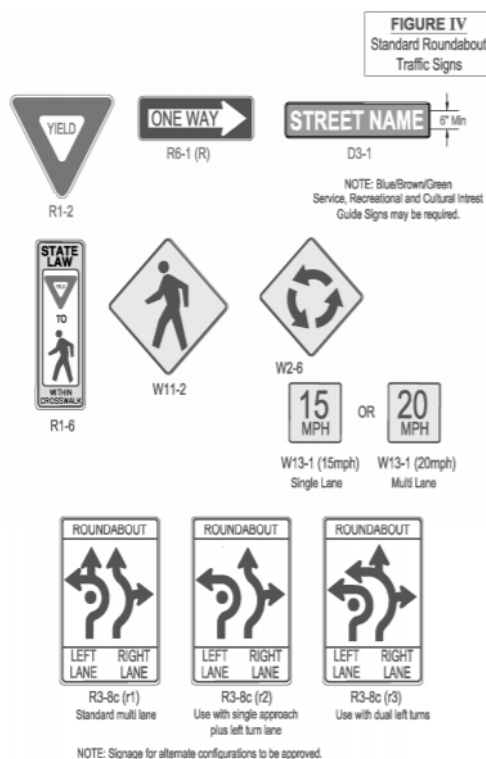 FIGURE IV
Standard Roundabout
Traffic Signs
YIELD
R1-2
ONE WAY
R6-1 (R)
STREET NAME
6" Min
D3-1
NOTE: Blue/Brown/Green
Service, Recreational and Cultural Intrest
Guide Signs may be required.
STATE
LAW
YIELD
TO
WITHIN
CROSSWALK
R1-6
W11-2
W2-6
15
MPH
OR
20
MPH
W13-1 (15mph)
Single Lane
W13-1 (20mph)
Multi Lane
ROUNDABOUT
LEFT RIGHT
LANE LANE
R3-8c (r1)
Standard multi lane
ROUNDABOUT
LEFT RIGHT
LANE LANE
R3-8c (r2)
Use with single approach
plus left turn lane
ROUNDABOUT
LEFT RIGHT
LANE LANE
R3-8c (r3)
Use with dual left turns
NOTE: Signage for alternate configurations to be approved.